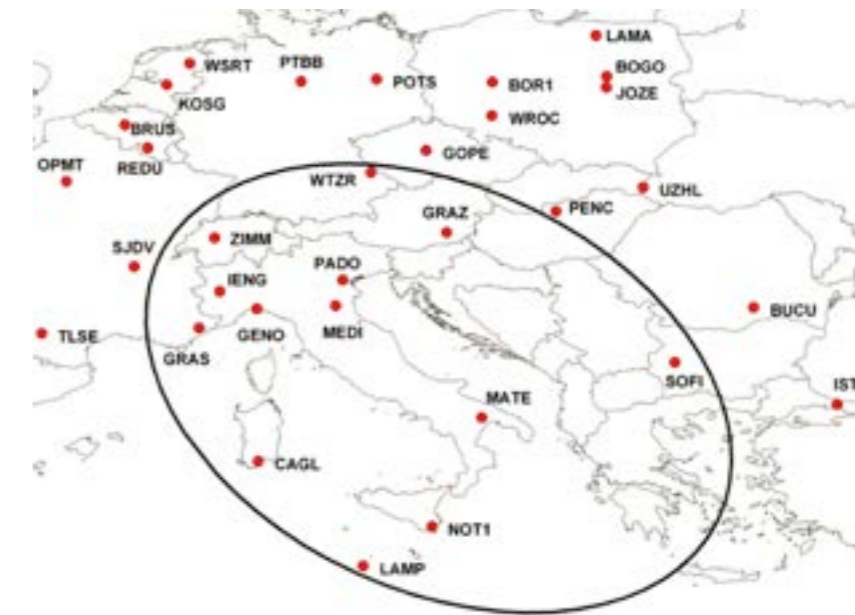 LAMA
WSRT
PTBB
BOGO
POTS
BOR1
JOZE
KOSG
WROC
BRUS
GOPE
OPMT
REDU
WTZR
UZHL
GRAZ
PENC
ZIMM
SJDV
PADO
IENG
BUCU
TLSE
GENO
MEDI
GRAS
SOFI
IST
MATE
CAGL
NOT1
LAMP